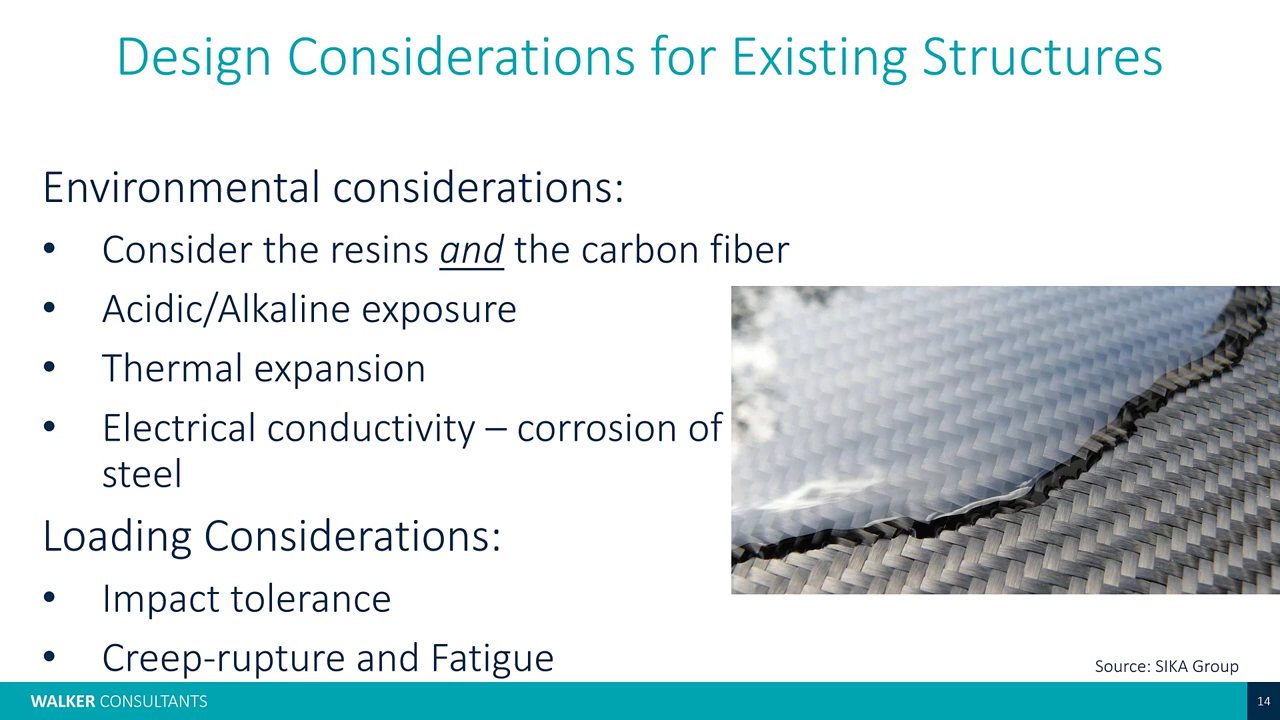 Design Considerations for Existing Structures
Environmental considerations:
• Consider the resins and the carbon fiber
• Acidic/Alkaline exposure
• Thermal expansion
• Electrical conductivity – corrosion of
steel
Loading Considerations:
• Impact tolerance
• Creep-rupture and Fatigue
Source: SIKA Group
WALKER CONSULTANTS
14